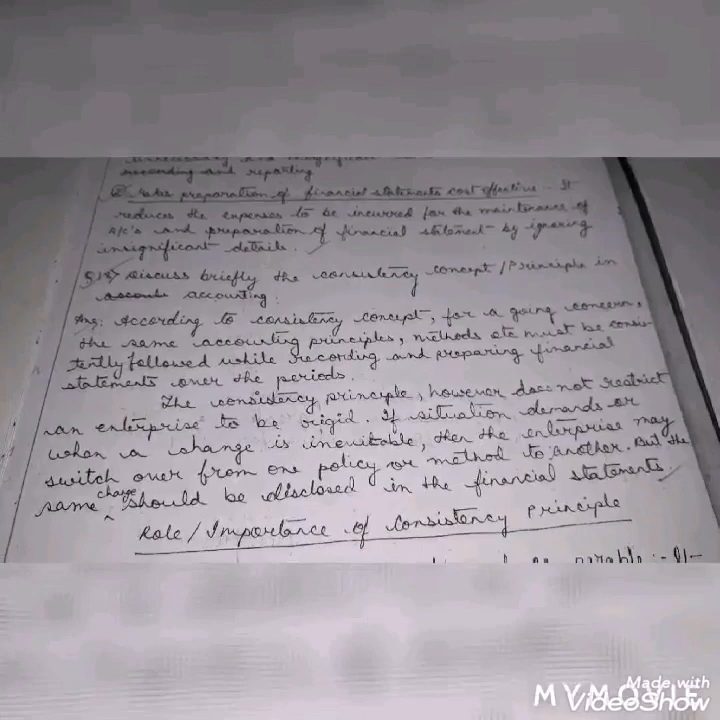 recording and reporting
② Makes preparation of financial statements cost effective - It
reduces the expenses to be incurred for the maintenance of
A/c's and preparation of financial statement by ignoring
insignificant details.
Discuss briefly the consistency concept / Principle in
accounting.
Ans: According to consistency concept, for a going concern,
the same accounting principles, methods etc must be consis-
tently followed while recording and preparing financial
statements over the periods.
The consistency principle, however does not restrict
an enterprise to be rigid. If situation demands or
when a change is inevitable, then the enterprise may
switch over from one policy or method to another. But the
same change should be disclosed in the financial statements.
Role / Importance of Consistency Principle
Made with
MYMOVIE
VideoShow